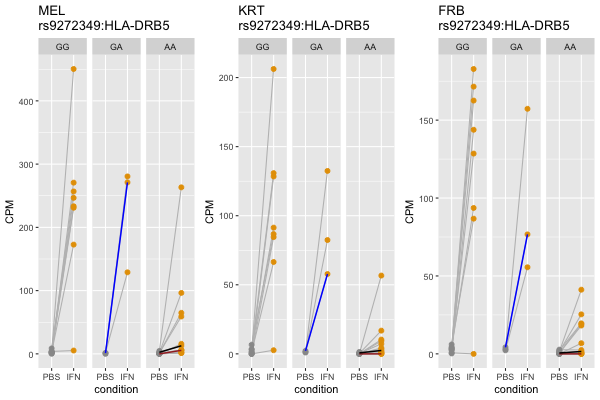 MEL
rs9272349:HLA-DRB5
GG GA AA
400
300
200
100
0
CPM
PBS IFN PBS IFN PBS IFN
condition
KRT
rs9272349:HLA-DRB5
GG GA AA
200
150
100
50
0
CPM
PBS IFN PBS IFN PBS IFN
condition
FRB
rs9272349:HLA-DRB5
GG GA AA
150
100
50
0
CPM
PBS IFN PBS IFN PBS IFN
condition